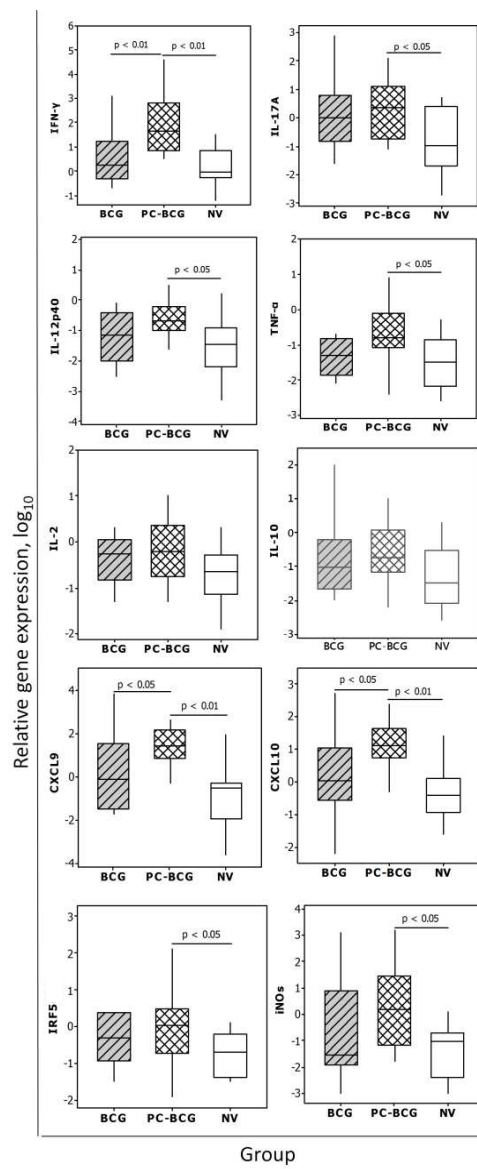 Relative gene expression, log10
IFN-γ
6
5
4
3
2
1
0
-1
p < 0.01
p < 0.01
BCG PC-BCG NV
IL-17A
3
2
1
0
-1
-2
-3
p < 0.05
BCG PC-BCG NV
IL-12p40
2
1
0
-1
-2
-3
-4
p < 0.05
BCG PC-BCG NV
TNF-α
2
1
0
-1
-2
-3
p < 0.05
BCG PC-BCG NV
IL-2
2
1
0
-1
-2
BCG PC-BCG NV
IL-10
2
1
0
-1
-2
-3
BCG PC-BCG NV
CXCL9
4
2
0
-2
-4
p < 0.05
p < 0.01
BCG PC-BCG NV
CXCL10
3
2
1
0
-1
-2
p < 0.05
p < 0.01
BCG PC-BCG NV
IRF5
3
2
1
0
-1
-2
p < 0.05
BCG PC-BCG NV
iNOs
4
3
2
1
0
-1
-2
-3
p < 0.05
BCG PC-BCG NV
Group